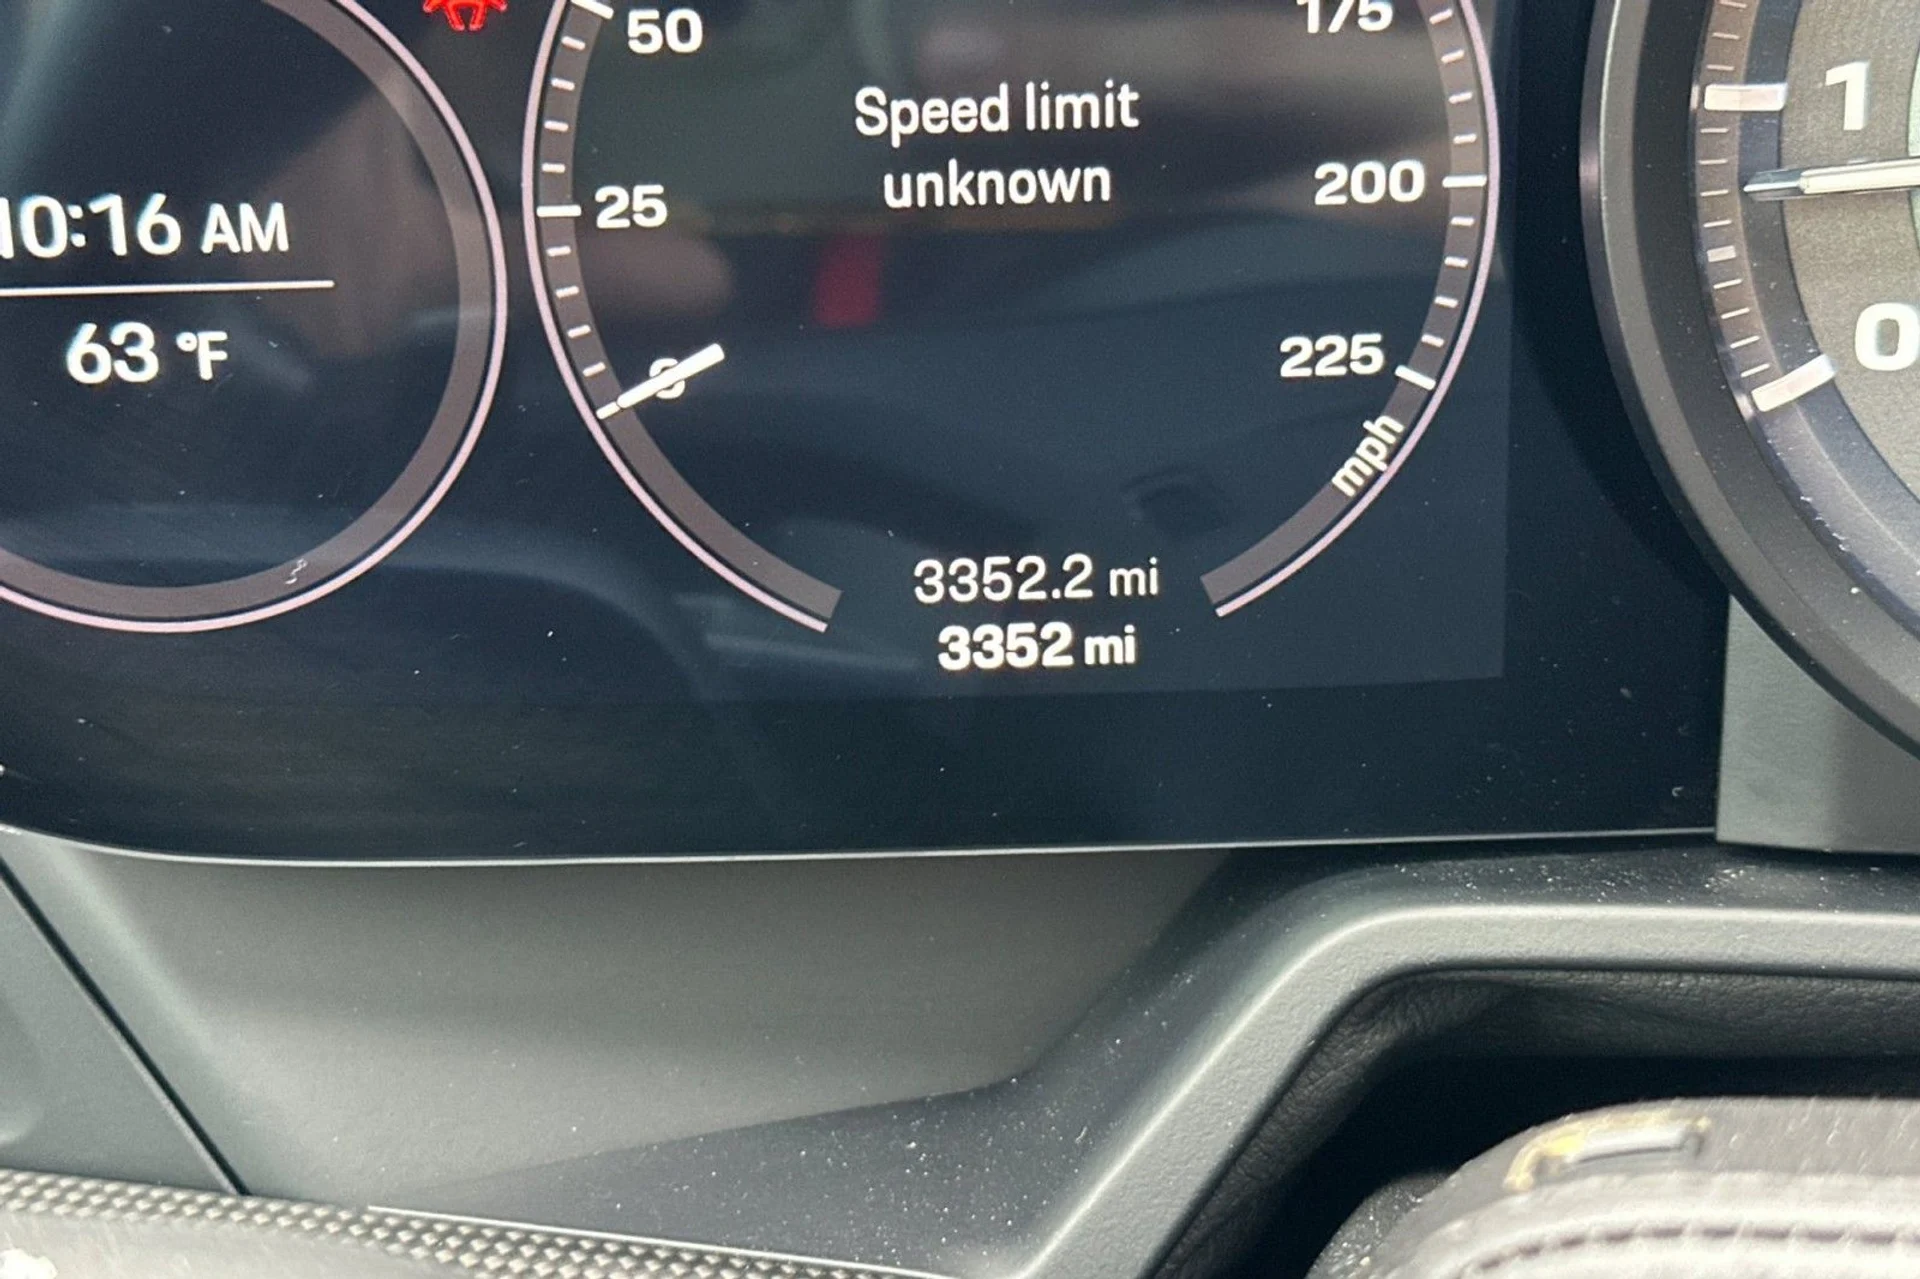 50
175
Speed limit
unknown
1
25
200
10:16 AM
63 °F
0
225
0
mph
3352.2 mi
3352 mi